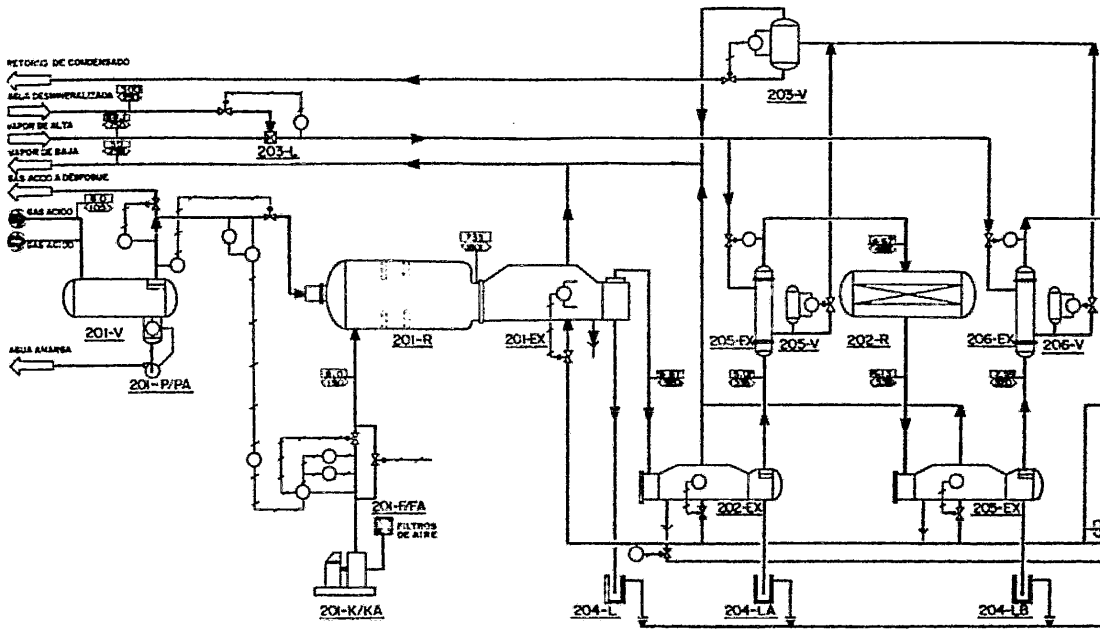 203-V
RETORNO DE CONDENSADO
AGUA DESMINERALIZADA
VAPOR DE ALTA
203-L
VAPOR DE BAJA
GAS ACIDO A DESFOGUE
GAS ACIDO
GAS ACIDO
201-V
201-R
201-EX
205-EX
205-V
202-R
206-EX
206-V
AGUA AMARGA
201-P/PA
201-F/FA
FILTROS
DE AIRE
202-EX
203-EX
201-K/KA
204-L
204-LA
204-LB